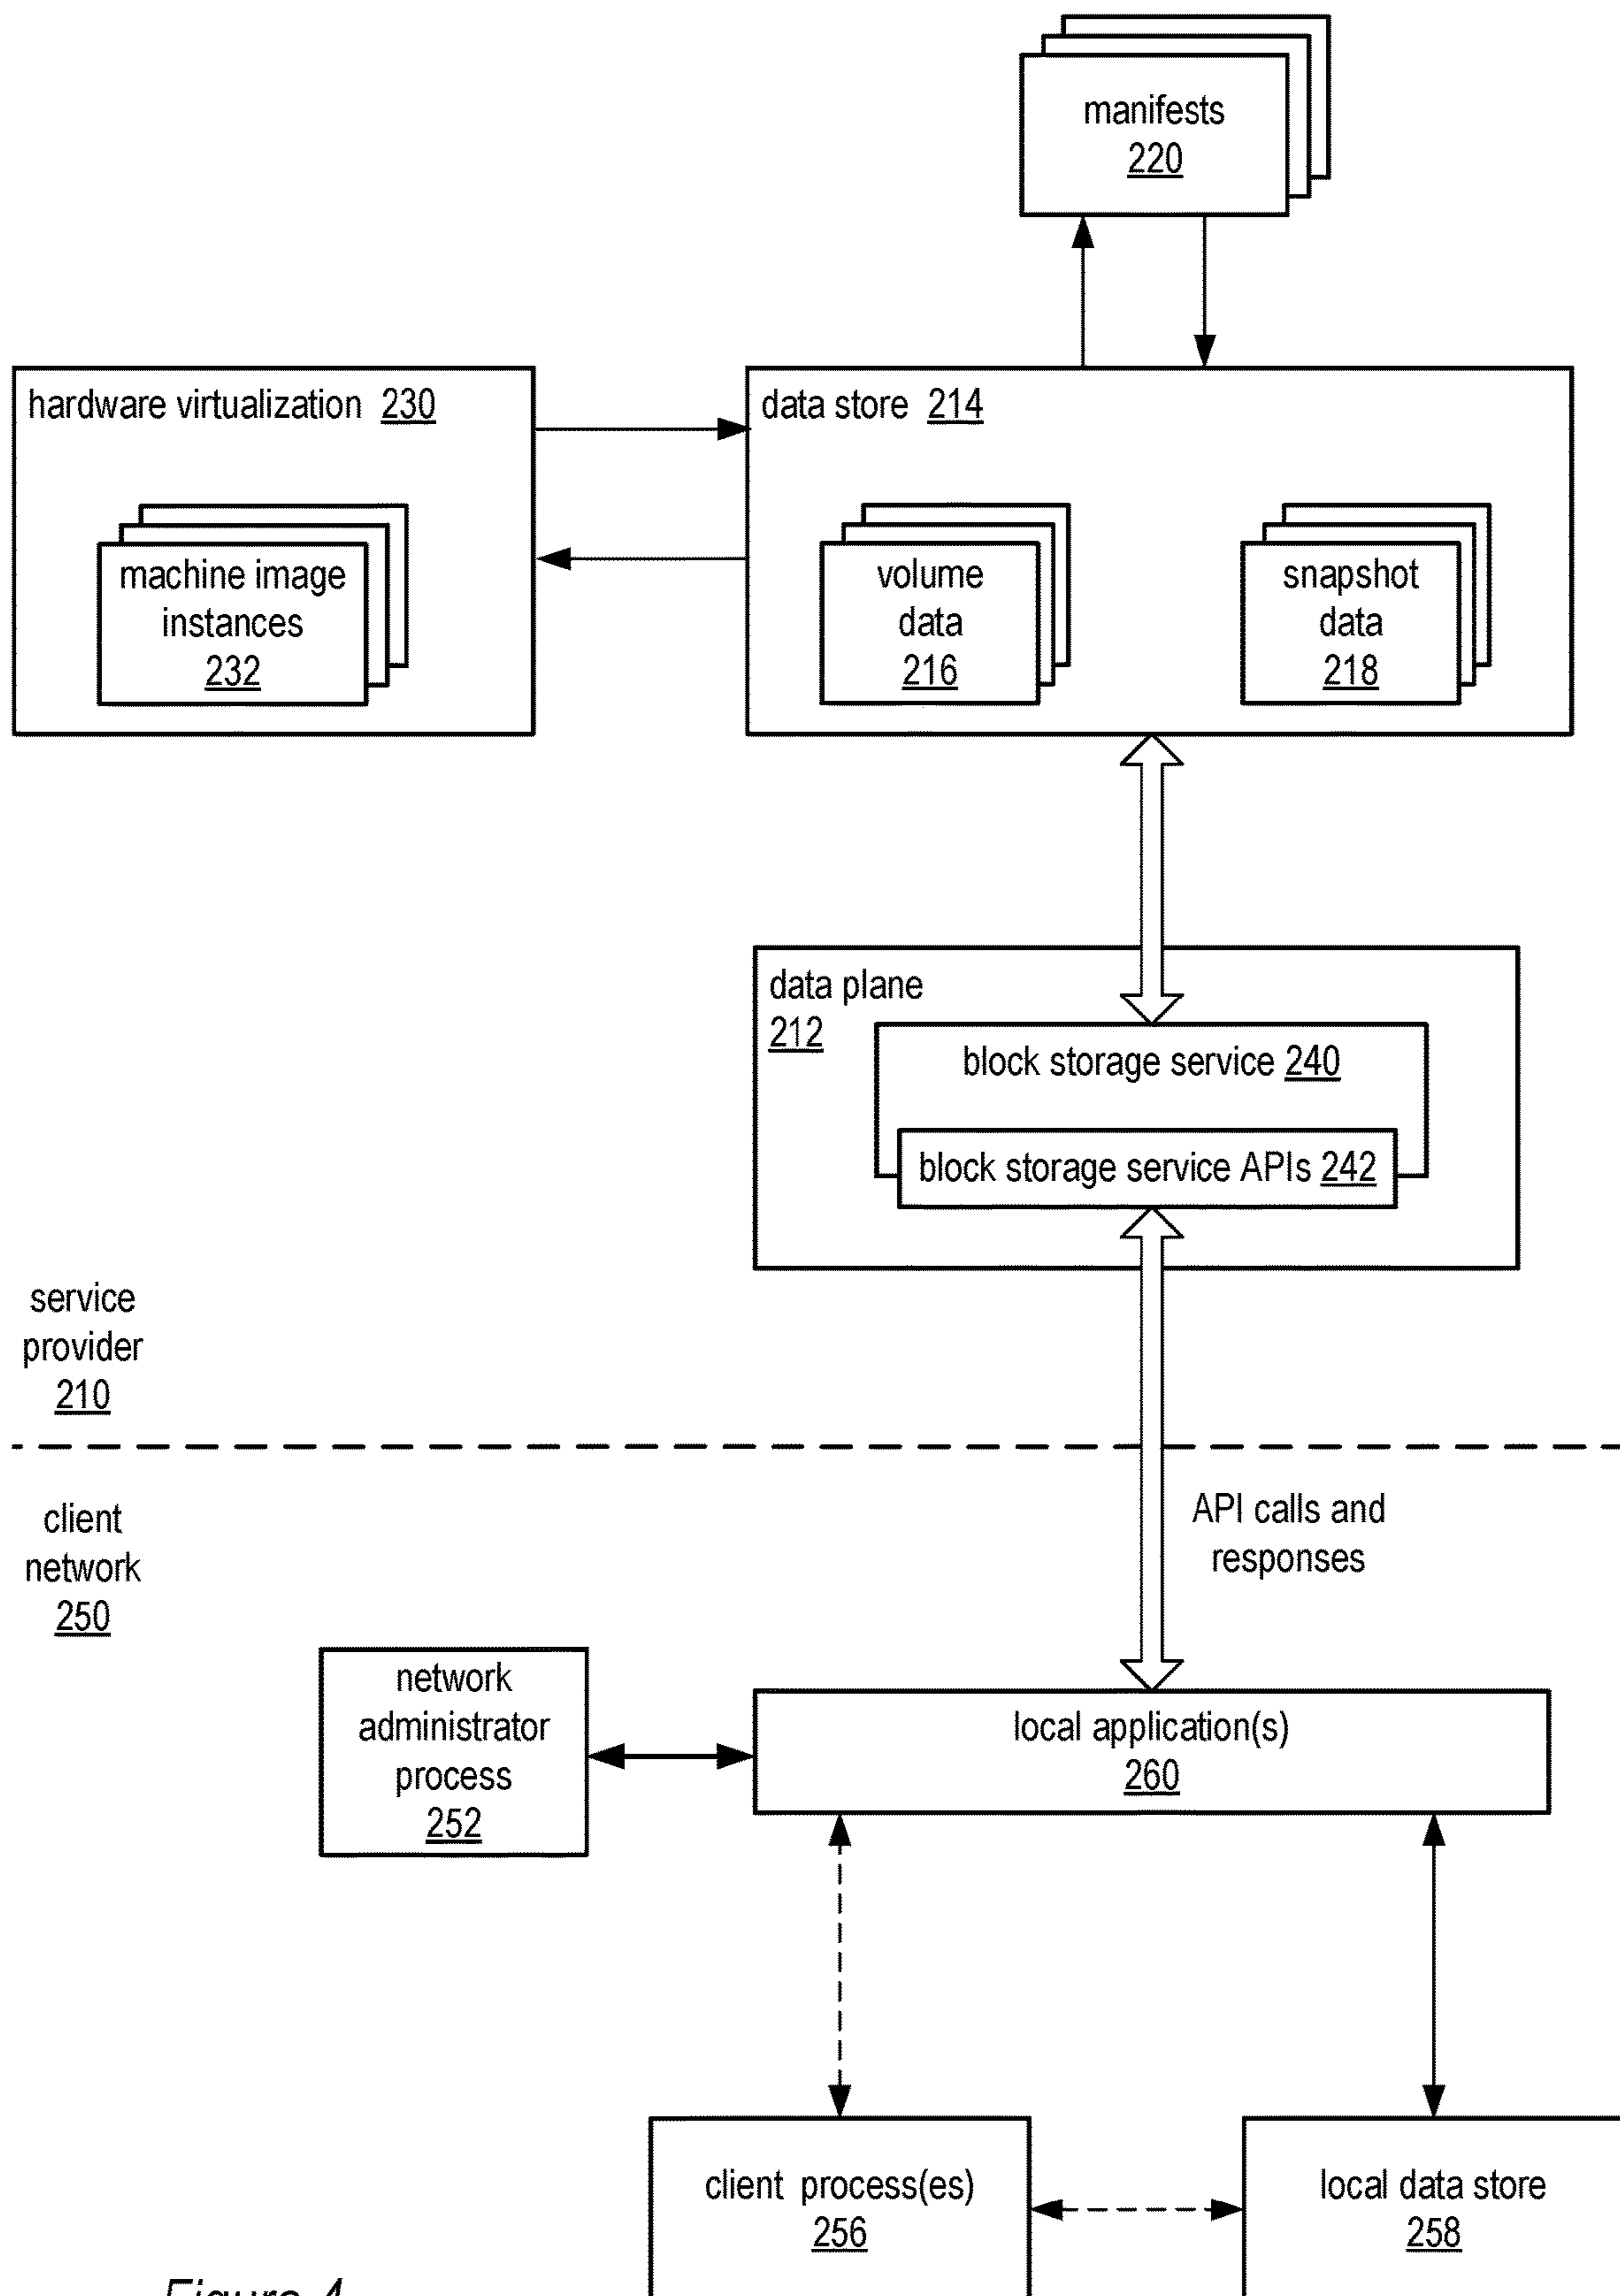 manifests
220
hardware virtualization 230
data store 214
machine image
instances
232
volume
data
216
snapshot
data
218
data plane
212
block storage service 240
block storage service APIs 242
service
provider
210
client
network
250
API calls and
responses
network
administrator
process
252
local application(s)
260
client process(es)
256
local data store
258
Figure 4